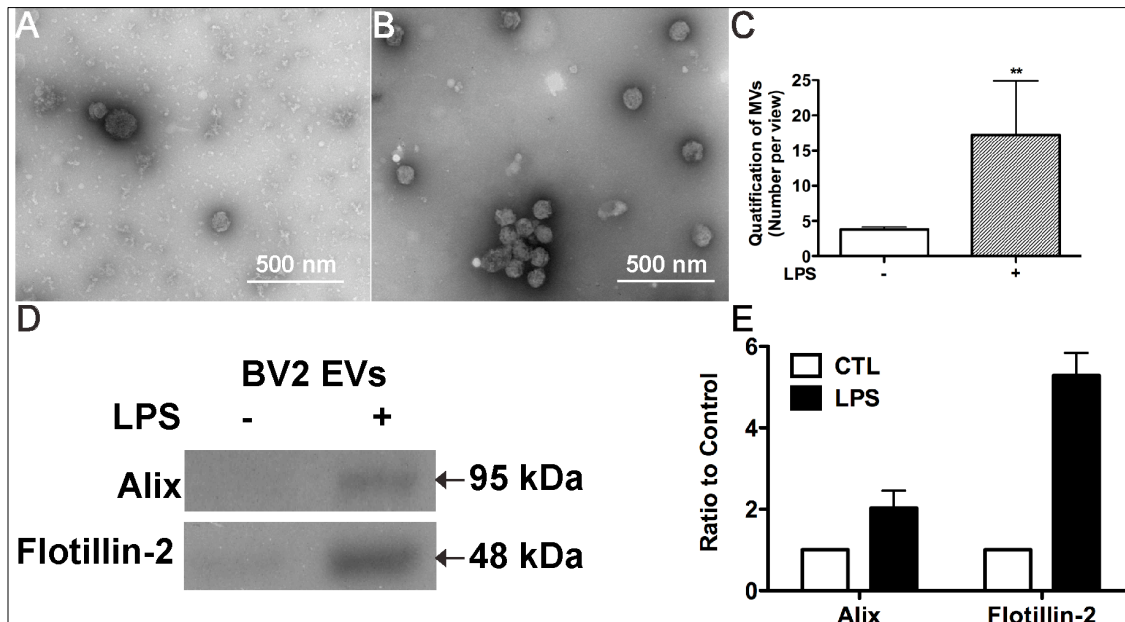 A
500 nm
B
500 nm
C
Quatification of MVs
(Number per view)
25
20
15
10
5
0
**
LPS
-
+
D
BV2 EVs
LPS - +
Alix
95 kDa
Flotillin-2
48 kDa
E
Ratio to Control
6
4
2
0
CTL
LPS
Alix
Flotillin-2